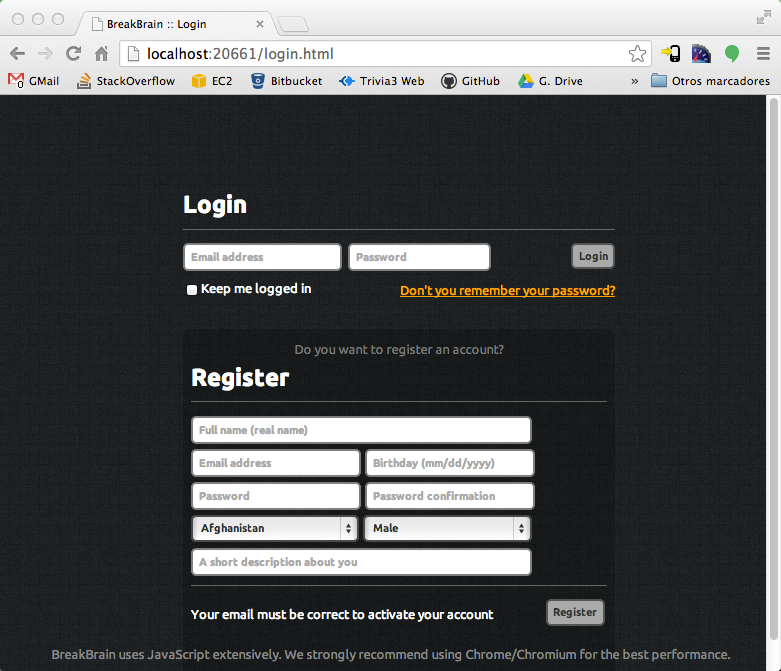 BreakBrain :: Login
localhost:20661/login.html
GMail StackOverflow EC2 Bitbucket Trivia3 Web GitHub G. Drive » Otros marcadores
Login
Email address Password Login
Keep me logged in Don't you remember your password?
Do you want to register an account?
Register
Full name (real name)
Email address Birthday (mm/dd/yyyy)
Password Password confirmation
Afghanistan Male
A short description about you
Your email must be correct to activate your account Register
BreakBrain uses JavaScript extensively. We strongly recommend using Chrome/Chromium for the best performance.